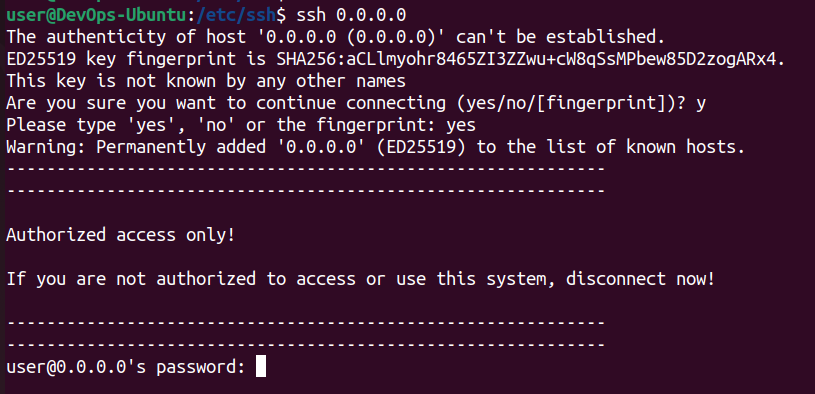 user@DevOps-Ubuntu:/etc/ssh$ ssh 0.0.0.0
The authenticity of host '0.0.0.0 (0.0.0.0)' can't be established.
ED25519 key fingerprint is SHA256:aCLlmyohr8465ZI3ZZwu+cW8qSsMPbew85D2zogARx4.
This key is not known by any other names
Are you sure you want to continue connecting (yes/no/[fingerprint])? y
Please type 'yes', 'no' or the fingerprint: yes
Warning: Permanently added '0.0.0.0' (ED25519) to the list of known hosts.
------------------------------------------------------------
------------------------------------------------------------
Authorized access only!
If you are not authorized to access or use this system, disconnect now!
------------------------------------------------------------
------------------------------------------------------------
user@0.0.0.0's password: